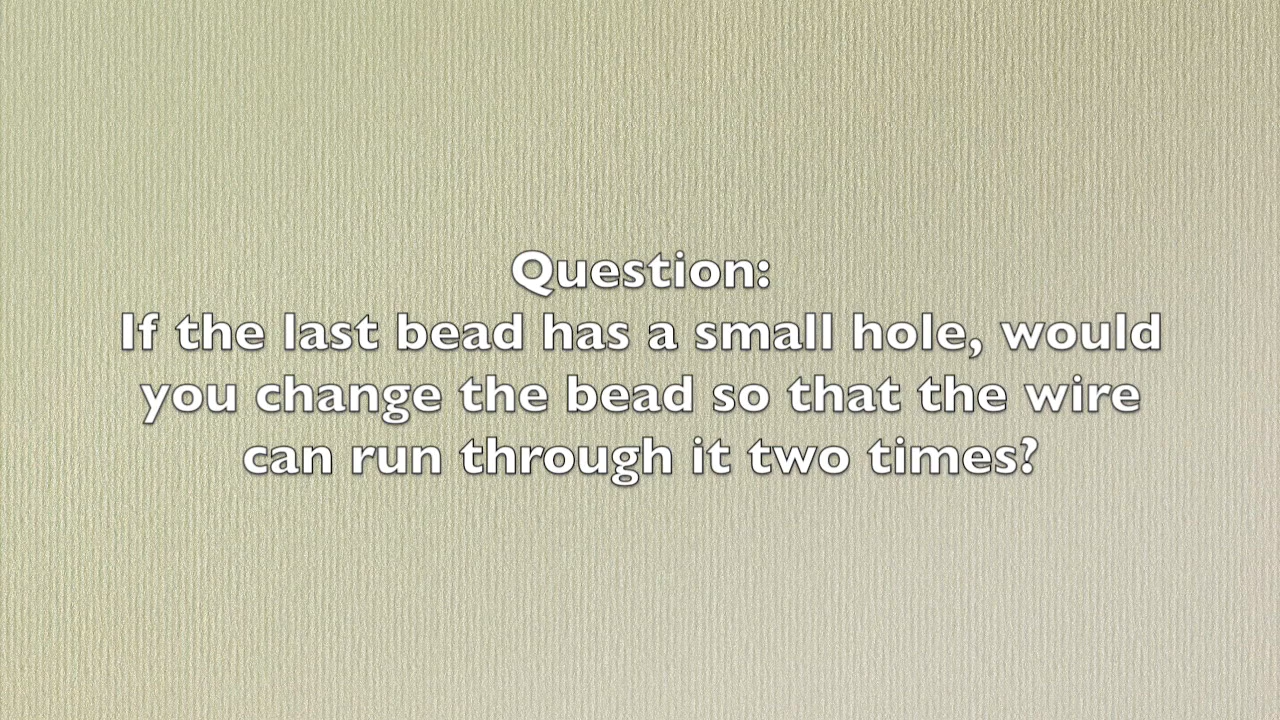 Question:
If the last bead has a small hole, would
you change the bead so that the wire
can run through it two times?